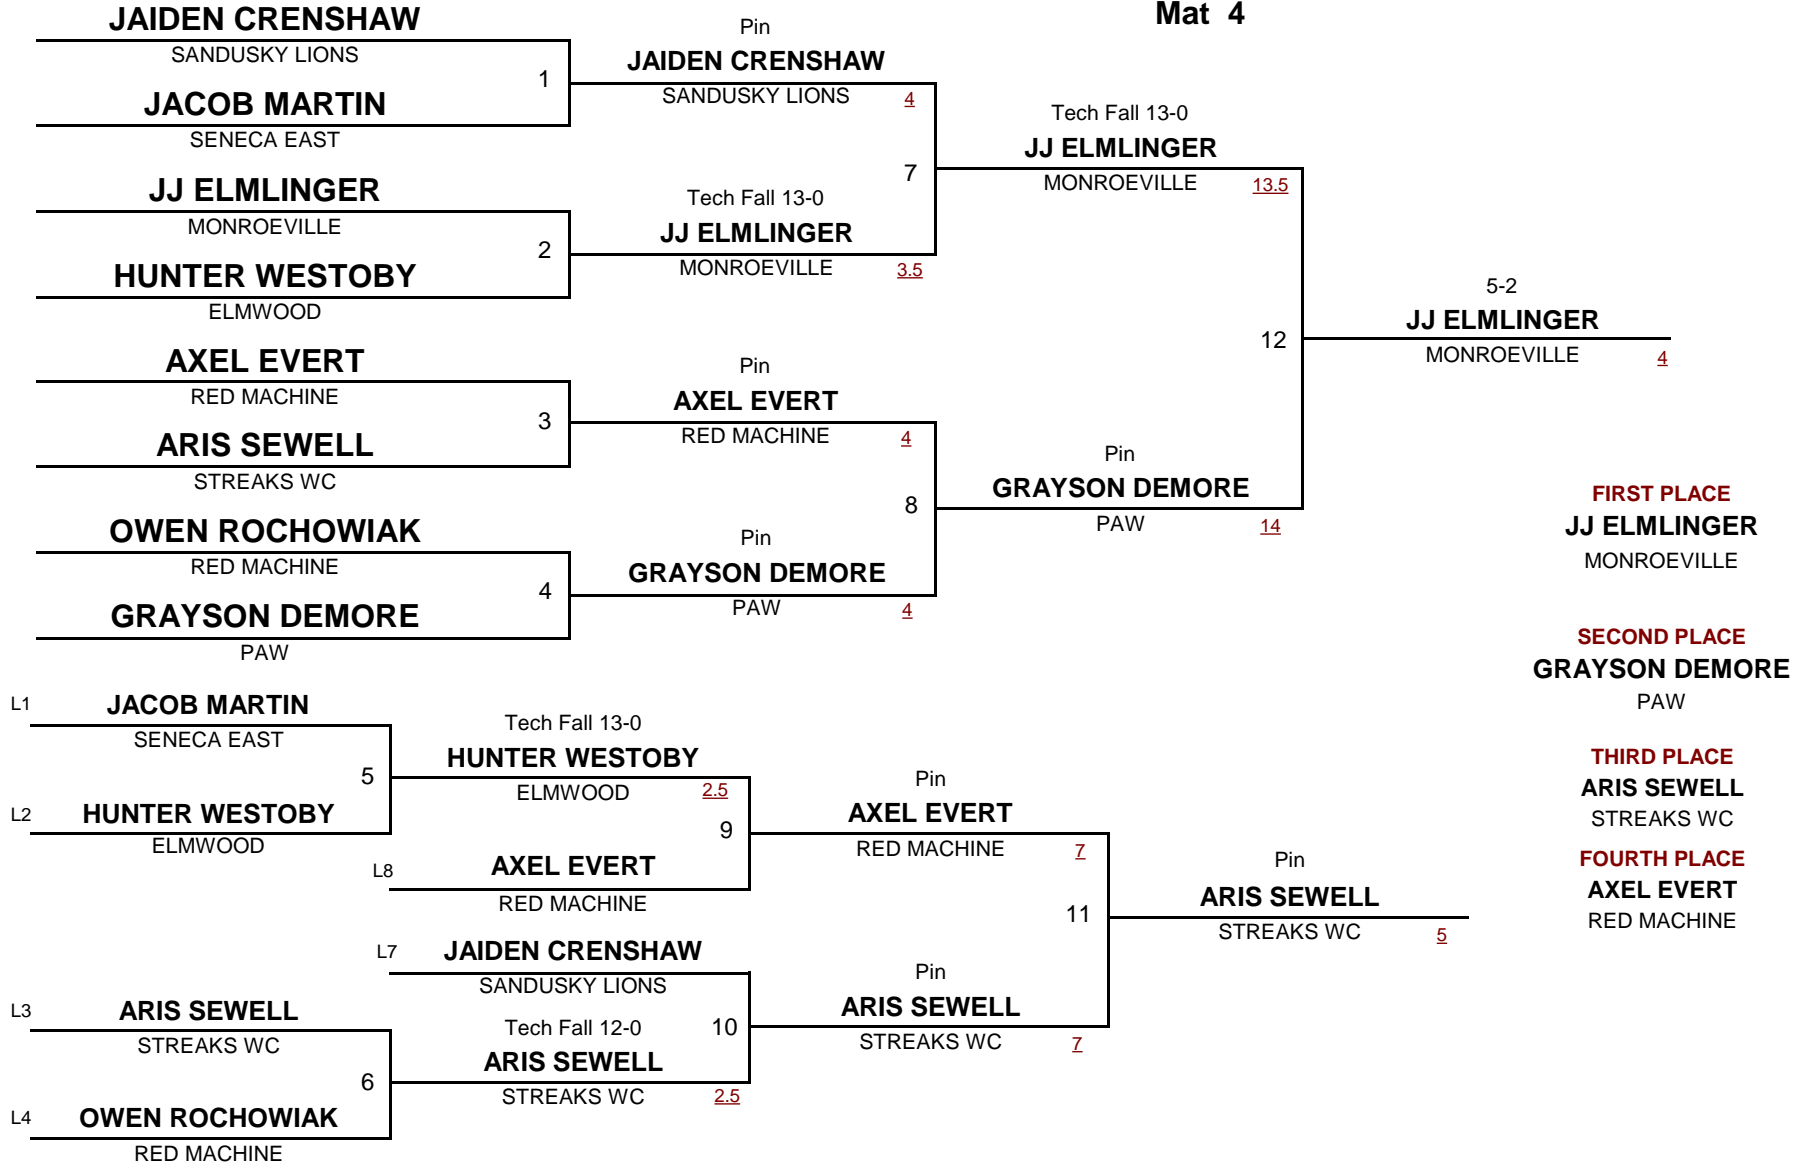 Mat  4
JAIDEN CRENSHAW
SANDUSKY LIONS
1
JACOB MARTIN
SENECA EAST
JJ ELMLINGER
MONROEVILLE
2
HUNTER WESTOBY
ELMWOOD
AXEL EVERT
RED MACHINE
3
ARIS SEWELL
STREAKS WC
OWEN ROCHOWIAK
RED MACHINE
4
GRAYSON DEMORE
PAW
Pin
JAIDEN CRENSHAW
SANDUSKY LIONS 4
7
Tech Fall 13-0
JJ ELMLINGER
MONROEVILLE 3.5
Pin
AXEL EVERT
RED MACHINE 4
8
Pin
GRAYSON DEMORE
PAW 4
Tech Fall 13-0
JJ ELMLINGER
MONROEVILLE 13.5
12
Pin
GRAYSON DEMORE
PAW 14
5-2
JJ ELMLINGER
MONROEVILLE 4
FIRST PLACE
JJ ELMLINGER
MONROEVILLE
SECOND PLACE
GRAYSON DEMORE
PAW
THIRD PLACE
ARIS SEWELL
STREAKS WC
FOURTH PLACE
AXEL EVERT
RED MACHINE
L1 JACOB MARTIN
SENECA EAST
5
L2 HUNTER WESTOBY
ELMWOOD
Tech Fall 13-0
HUNTER WESTOBY
ELMWOOD 2.5
9
L8 AXEL EVERT
RED MACHINE
L7 JAIDEN CRENSHAW
SANDUSKY LIONS
10
L3 ARIS SEWELL
STREAKS WC
6
L4 OWEN ROCHOWIAK
RED MACHINE
Tech Fall 12-0
ARIS SEWELL
STREAKS WC 2.5
Pin
AXEL EVERT
RED MACHINE 7
11
Pin
ARIS SEWELL
STREAKS WC 7
Pin
ARIS SEWELL
STREAKS WC 5